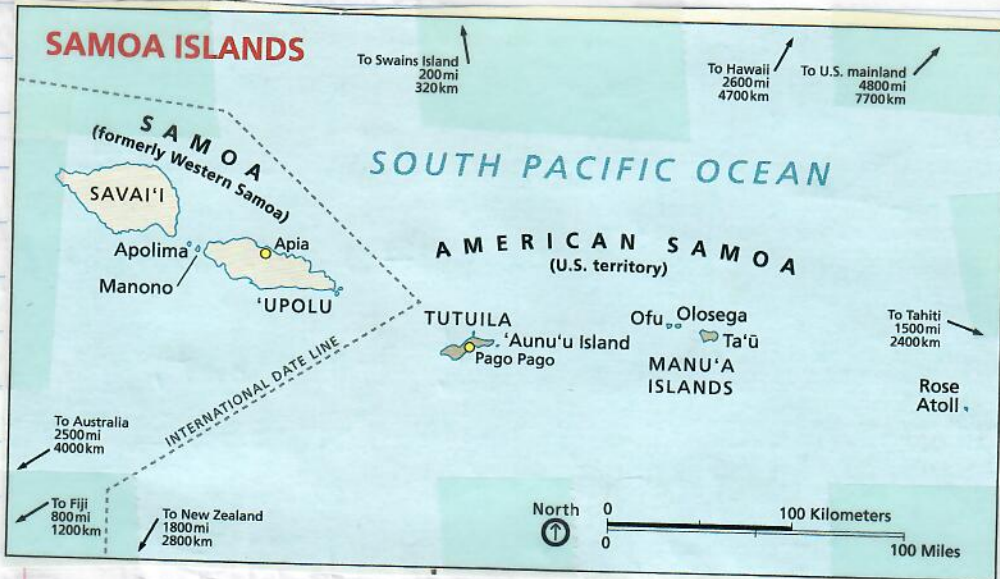 SAMOA ISLANDS
To Swains Island
200mi
320km
To Hawaii
2600mi
4700km
To U.S. mainland
4800mi
7700km
SAMOA
(formerly Western Samoa)
SOUTH PACIFIC OCEAN
SAVAI‘I
Apolima
Manono
Apia
‘UPOLU
AMERICAN SAMOA
(U.S. territory)
TUTUILA
‘Aunu‘u Island
Pago Pago
Ofu
Olosega
Ta‘ū
MANU‘A
ISLANDS
To Tahiti
1500mi
2400km
Rose
Atoll
INTERNATIONAL DATE LINE
To Australia
2500mi
4000km
To Fiji
800mi
1200km
To New Zealand
1800mi
2800km
North
0
100 Kilometers
0
100 Miles